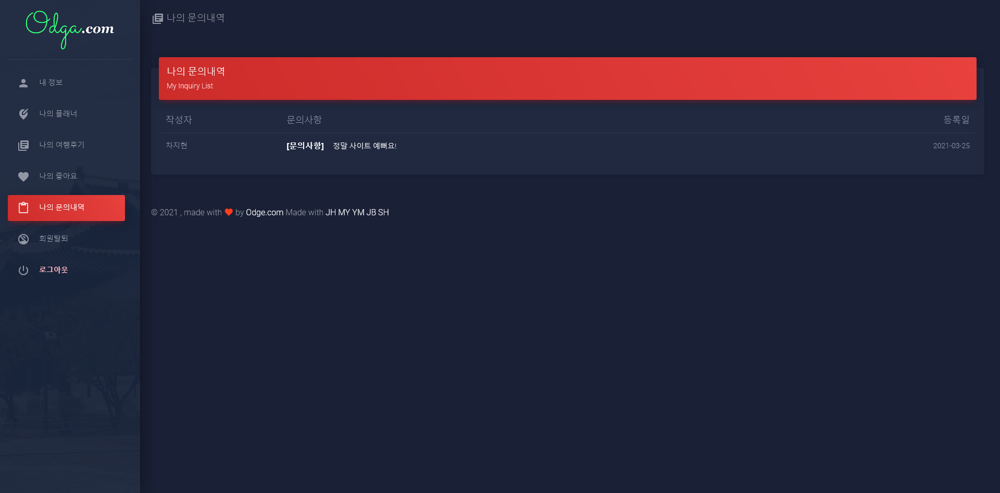 Odga.com
내 정보
나의 플래너
나의 여행후기
나의 좋아요
나의 문의내역
회원탈퇴
로그아웃
나의 문의내역
나의 문의내역
My Inquiry List
작성자 문의사항 등록일
차지현 [문의사항] 정말 사이트 예뻐요! 2021-03-25
© 2021 , made with ❤ by Odge.com Made with JH MY YM JB SH